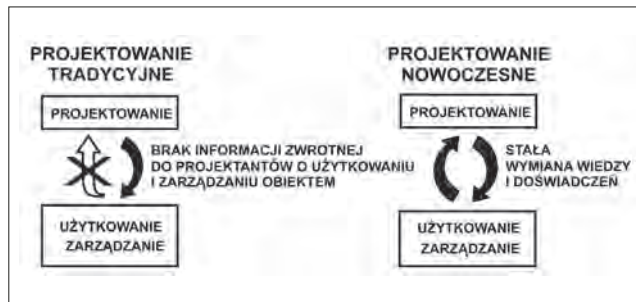 PROJEKTOWANIE
TRADYCYJNE
PROJEKTOWANIE
BRAK INFORMACJI ZWROTNEJ
DO PROJEKTANTÓW O UŻYTKOWANIU
I ZARZĄDZANIU OBIEKTEM
UŻYTKOWANIE
ZARZĄDZANIE
PROJEKTOWANIE
NOWOCZESNE
PROJEKTOWANIE
STAŁA
WYMIANA WIEDZY
I DOŚWIADCZEŃ
UŻYTKOWANIE
ZARZĄDZANIE